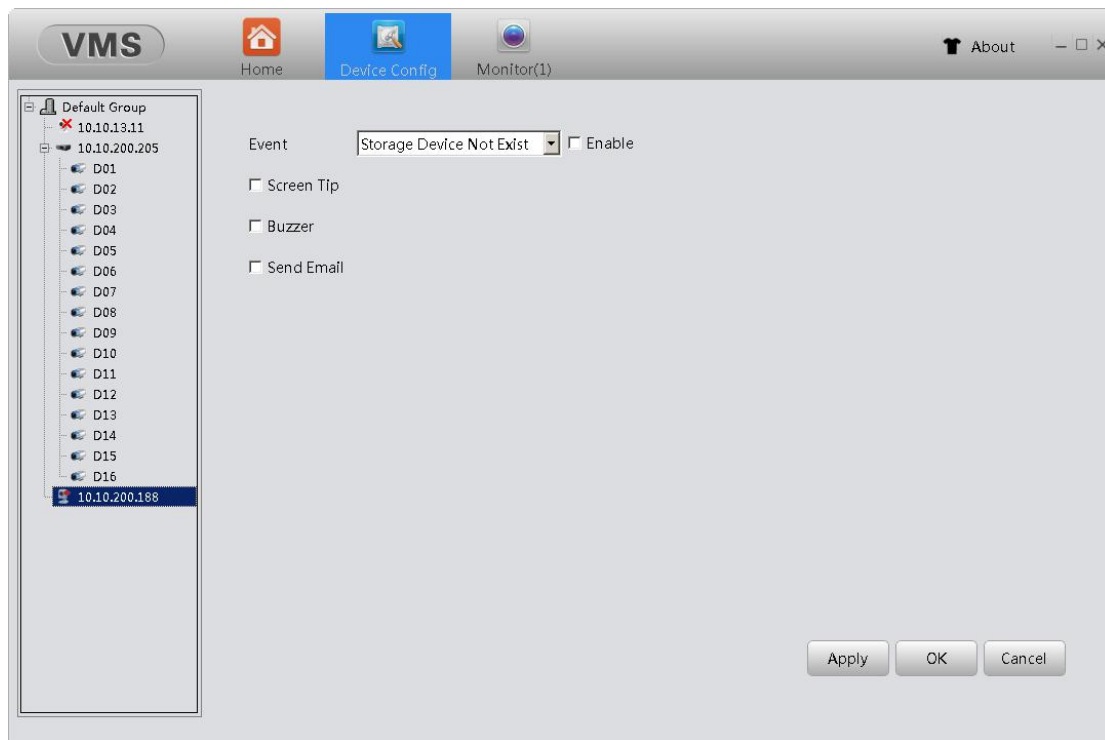 VMS
Home
Device Config
Monitor(1)
About
Default Group
10.10.13.11
10.10.200.205
D01
D02
D03
D04
D05
D06
D07
D08
D09
D10
D11
D12
D13
D14
D15
D16
10.10.200.188
Event Storage Device Not Exist Enable
Screen Tip
Buzzer
Send Email
Apply OK Cancel